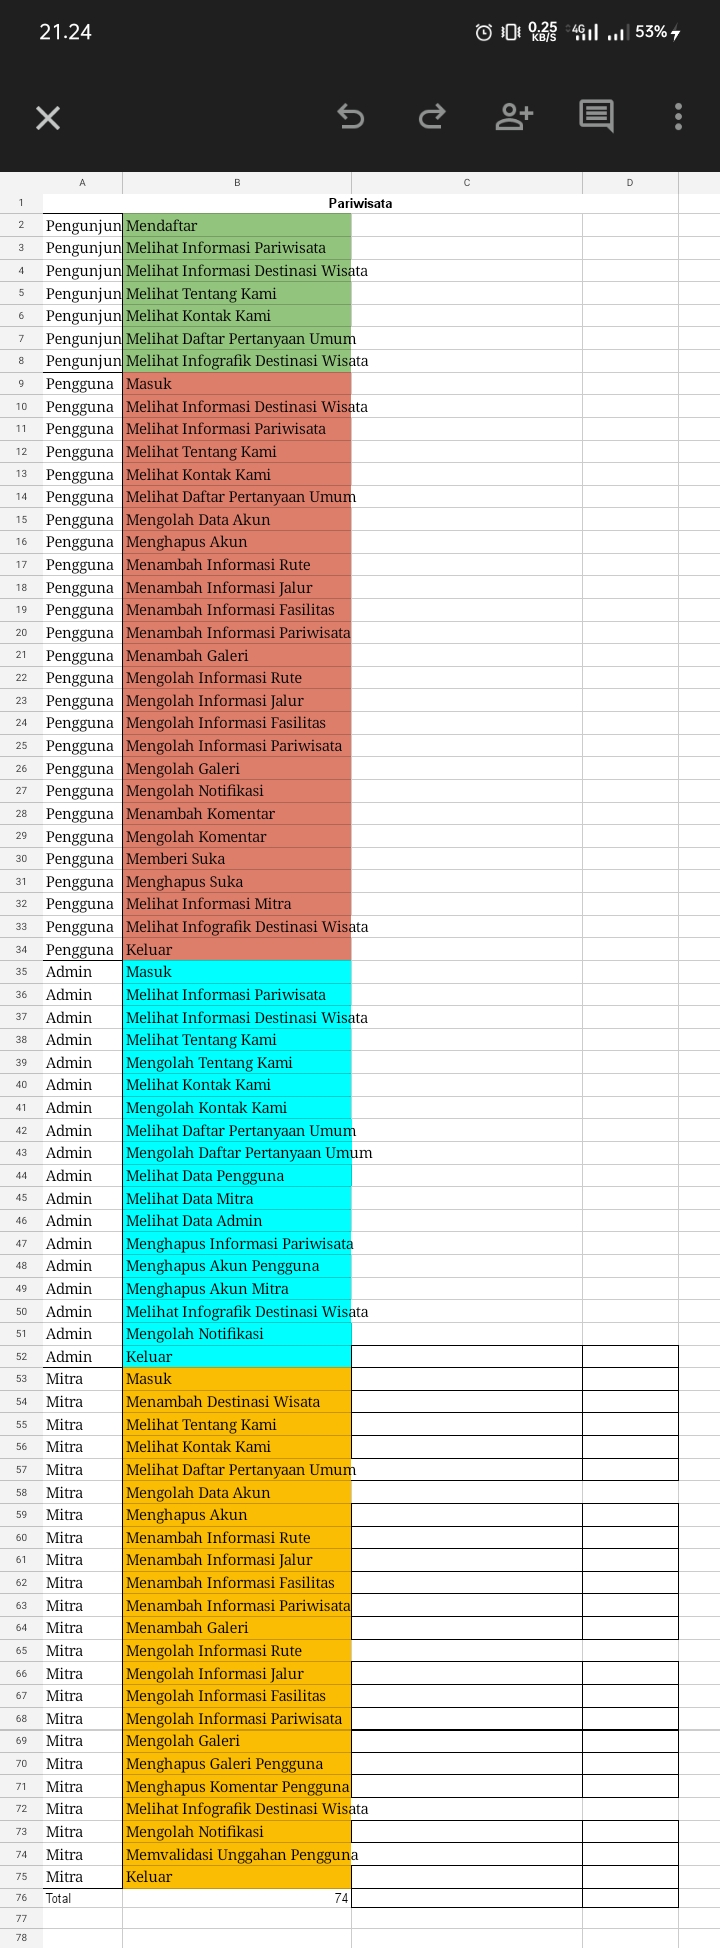 21.24
0.25 KB/S 4G 53%
A B C D
1 Pariwisata
2 Pengunjun Mendaftar
3 Pengunjun Melihat Informasi Pariwisata
4 Pengunjun Melihat Informasi Destinasi Wisata
5 Pengunjun Melihat Tentang Kami
6 Pengunjun Melihat Kontak Kami
7 Pengunjun Melihat Daftar Pertanyaan Umum
8 Pengunjun Melihat Infografik Destinasi Wisata
9 Pengguna Masuk
10 Pengguna Melihat Informasi Destinasi Wisata
11 Pengguna Melihat Informasi Pariwisata
12 Pengguna Melihat Tentang Kami
13 Pengguna Melihat Kontak Kami
14 Pengguna Melihat Daftar Pertanyaan Umum
15 Pengguna Mengolah Data Akun
16 Pengguna Menghapus Akun
17 Pengguna Menambah Informasi Rute
18 Pengguna Menambah Informasi Jalur
19 Pengguna Menambah Informasi Fasilitas
20 Pengguna Menambah Informasi Pariwisata
21 Pengguna Menambah Galeri
22 Pengguna Mengolah Informasi Rute
23 Pengguna Mengolah Informasi Jalur
24 Pengguna Mengolah Informasi Fasilitas
25 Pengguna Mengolah Informasi Pariwisata
26 Pengguna Mengolah Galeri
27 Pengguna Mengolah Notifikasi
28 Pengguna Menambah Komentar
29 Pengguna Mengolah Komentar
30 Pengguna Memberi Suka
31 Pengguna Menghapus Suka
32 Pengguna Melihat Informasi Mitra
33 Pengguna Melihat Infografik Destinasi Wisata
34 Pengguna Keluar
35 Admin Masuk
36 Admin Melihat Informasi Pariwisata
37 Admin Melihat Informasi Destinasi Wisata
38 Admin Melihat Tentang Kami
39 Admin Mengolah Tentang Kami
40 Admin Melihat Kontak Kami
41 Admin Mengolah Kontak Kami
42 Admin Melihat Daftar Pertanyaan Umum
43 Admin Mengolah Daftar Pertanyaan Umum
44 Admin Melihat Data Pengguna
45 Admin Melihat Data Mitra
46 Admin Melihat Data Admin
47 Admin Menghapus Informasi Pariwisata
48 Admin Menghapus Akun Pengguna
49 Admin Menghapus Akun Mitra
50 Admin Melihat Infografik Destinasi Wisata
51 Admin Mengolah Notifikasi
52 Admin Keluar
53 Mitra Masuk
54 Mitra Menambah Destinasi Wisata
55 Mitra Melihat Tentang Kami
56 Mitra Melihat Kontak Kami
57 Mitra Melihat Daftar Pertanyaan Umum
58 Mitra Mengolah Data Akun
59 Mitra Menghapus Akun
60 Mitra Menambah Informasi Rute
61 Mitra Menambah Informasi Jalur
62 Mitra Menambah Informasi Fasilitas
63 Mitra Menambah Informasi Pariwisata
64 Mitra Menambah Galeri
65 Mitra Mengolah Informasi Rute
66 Mitra Mengolah Informasi Jalur
67 Mitra Mengolah Informasi Fasilitas
68 Mitra Mengolah Informasi Pariwisata
69 Mitra Mengolah Galeri
70 Mitra Menghapus Galeri Pengguna
71 Mitra Menghapus Komentar Pengguna
72 Mitra Melihat Infografik Destinasi Wisata
73 Mitra Mengolah Notifikasi
74 Mitra Memvalidasi Unggahan Pengguna
75 Mitra Keluar
76 Total 74
77
78